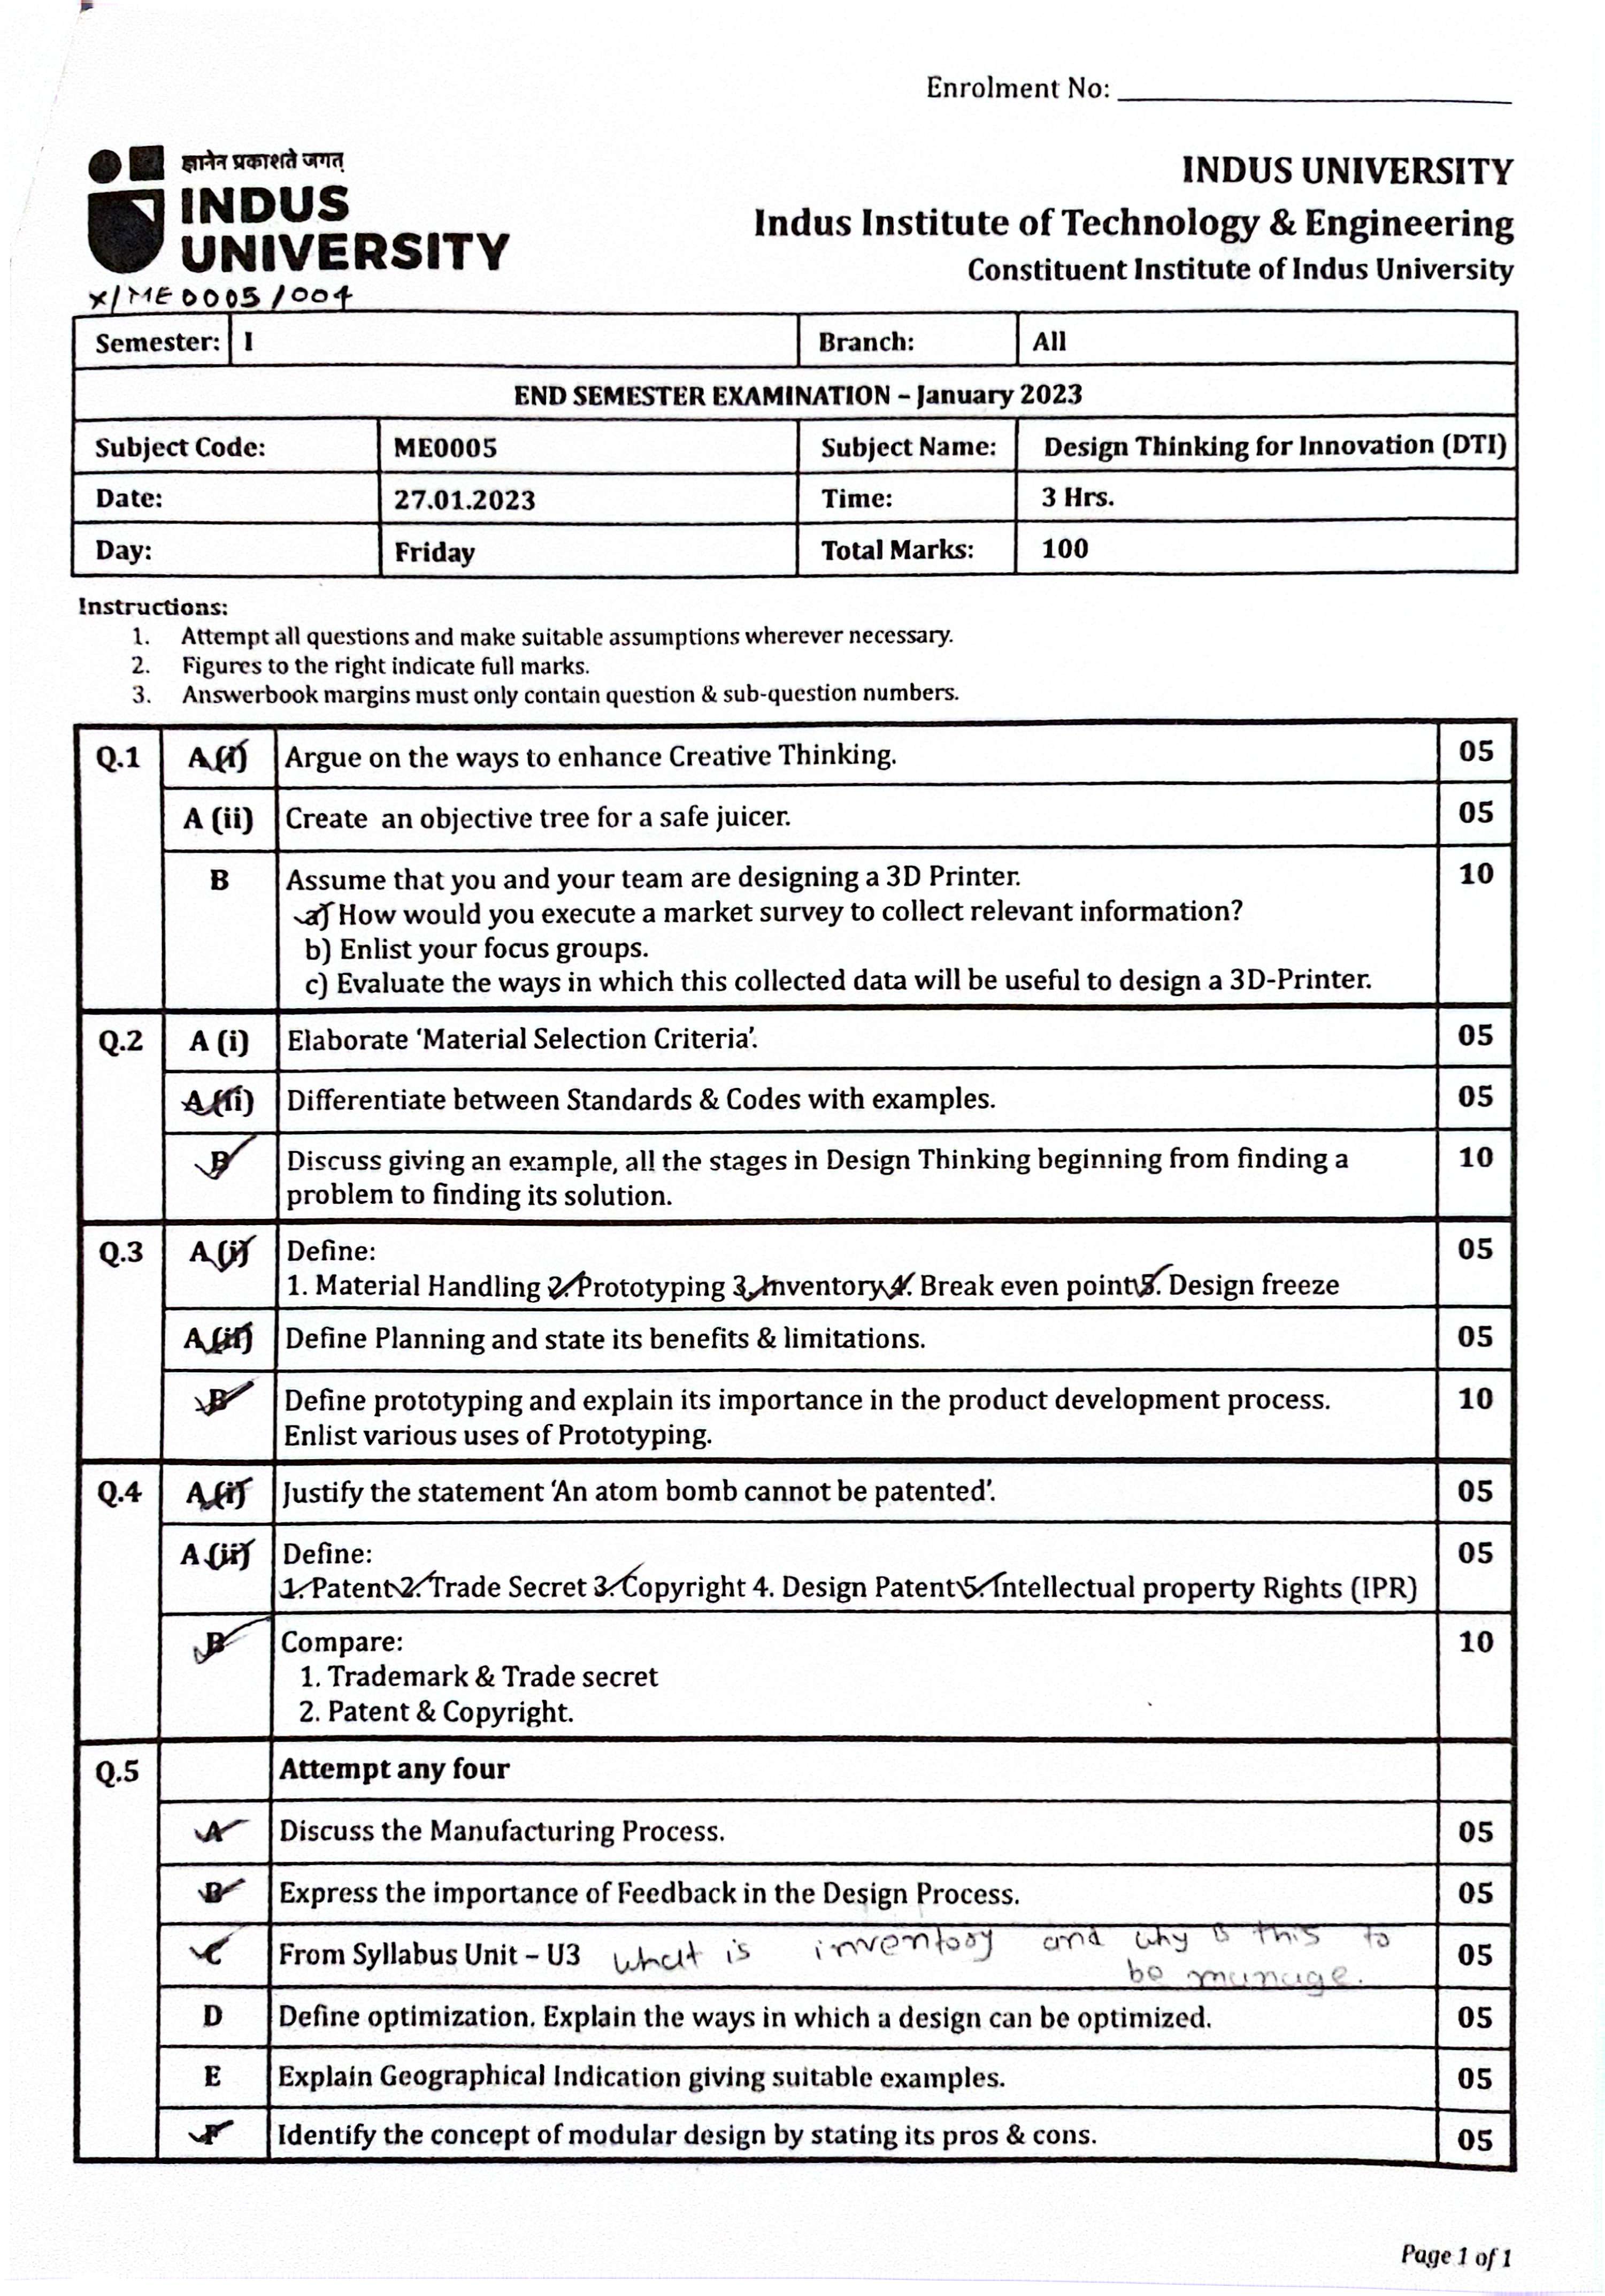 Enrolment No:
ज्ञानेन प्रकाशते जगत्
INDUS
UNIVERSITY
INDUS UNIVERSITY
Indus Institute of Technology & Engineering
Constituent Institute of Indus University
X/ME0005/004
Semester: I Branch: All
END SEMESTER EXAMINATION – January 2023
Subject Code: ME0005 Subject Name: Design Thinking for Innovation (DTI)
Date: 27.01.2023 Time: 3 Hrs.
Day: Friday Total Marks: 100
Instructions:
1. Attempt all questions and make suitable assumptions wherever necessary.
2. Figures to the right indicate full marks.
3. Answerbook margins must only contain question & sub-question numbers.
Q.1 A (i) Argue on the ways to enhance Creative Thinking. 05
A (ii) Create an objective tree for a safe juicer. 05
B Assume that you and your team are designing a 3D Printer. 10
a) How would you execute a market survey to collect relevant information?
b) Enlist your focus groups.
c) Evaluate the ways in which this collected data will be useful to design a 3D-Printer.
Q.2 A (i) Elaborate ‘Material Selection Criteria’. 05
A (ii) Differentiate between Standards & Codes with examples. 05
B Discuss giving an example, all the stages in Design Thinking beginning from finding a 10
problem to finding its solution.
Q.3 A (i) Define: 05
1. Material Handling 2. Prototyping 3. Inventory 4. Break even point 5. Design freeze
A (ii) Define Planning and state its benefits & limitations. 05
B Define prototyping and explain its importance in the product development process. 10
Enlist various uses of Prototyping.
Q.4 A (i) Justify the statement ‘An atom bomb cannot be patented’. 05
A (ii) Define: 05
1. Patent 2. Trade Secret 3. Copyright 4. Design Patent 5. Intellectual property Rights (IPR)
B Compare: 10
1. Trademark & Trade secret
2. Patent & Copyright.
Q.5 Attempt any four
A Discuss the Manufacturing Process. 05
B Express the importance of Feedback in the Design Process. 05
C From Syllabus Unit – U3 what is inventory and why is this to 05
be manage.
D Define optimization. Explain the ways in which a design can be optimized. 05
E Explain Geographical Indication giving suitable examples. 05
F Identify the concept of modular design by stating its pros & cons. 05
Page 1 of 1